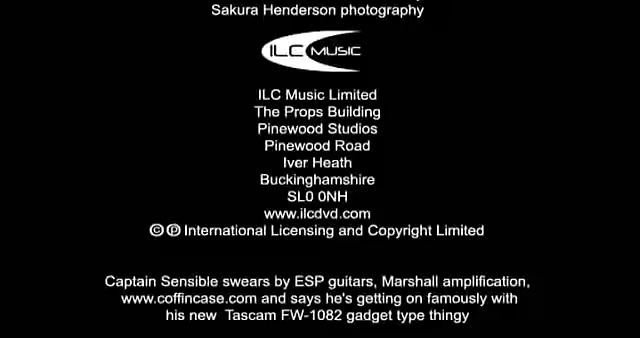 Sakura Henderson photography
ILC MUSIC
ILC Music Limited
The Props Building
Pinewood Studios
Pinewood Road
Iver Heath
Buckinghamshire
SL0 0NH
www.ilcdvd.com
©℗ International Licensing and Copyright Limited
Captain Sensible swears by ESP guitars, Marshall amplification,
www.coffincase.com and says he's getting on famously with
his new  Tascam FW-1082 gadget type thingy